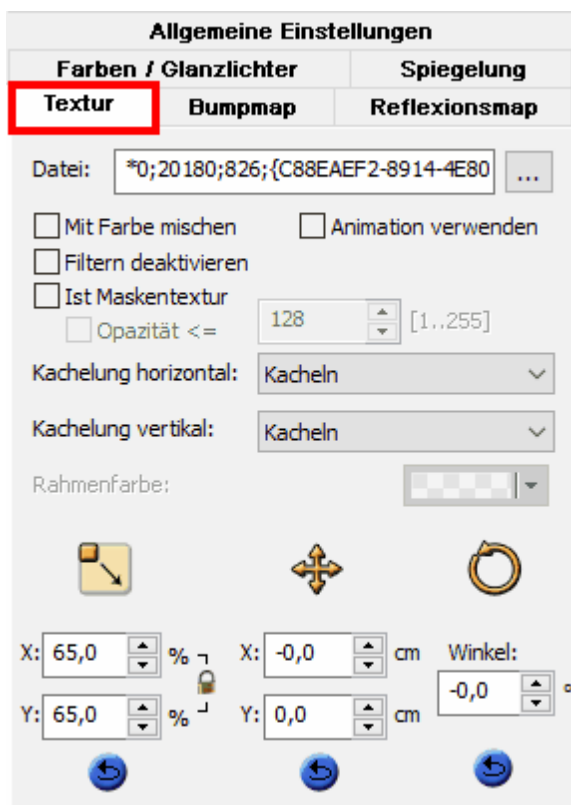 Allgemeine Einstellungen
Farben / Glanzlichter Spiegelung
Textur Bumpmap Reflexionsmap
Datei: *0;20180;826;{C88EAEF2-8914-4E80 ...
Mit Farbe mischen Animation verwenden
Filtern deaktivieren
Ist Maskentextur
Opazität <= 128 [1..255]
Kachelung horizontal: Kacheln
Kachelung vertikal: Kacheln
Rahmenfarbe:
X: 65,0 % X: -0,0 cm Winkel:
-0,0 °
Y: 65,0 % Y: 0,0 cm